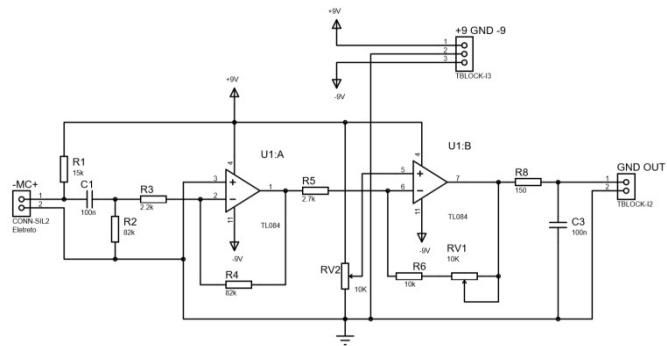 +9 GND -9
1
2
3
TBLOCK-I3
+9V
-9V
+9V
R1
15k
C1
100n
-MC+
1
2
CONN-SIL2
Eletreto
R2
82k
R3
2.2k
U1:A
3
2
4
1
11
TL084
-9V
R4
82k
R5
2.7k
RV2
10K
U1:B
5
6
4
7
11
TL084
-9V
R6
10k
RV1
10K
R8
150
C3
100n
GND OUT
1
2
TBLOCK-I2